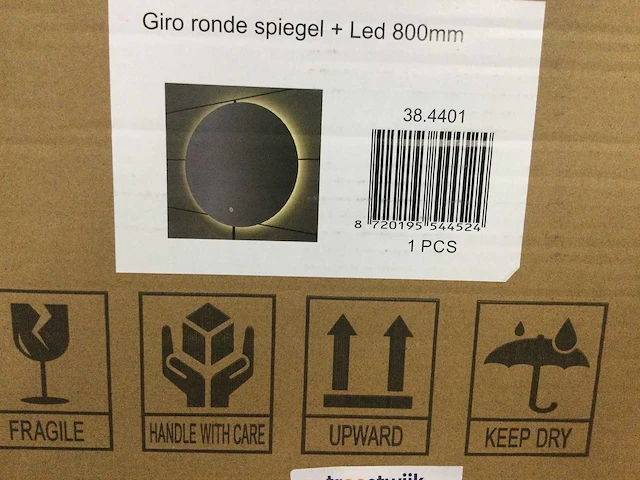 Giro ronde spiegel + Led 800mm
38.4401
8 720195 544524
1 PCS
FRAGILE
HANDLE WITH CARE
UPWARD
KEEP DRY